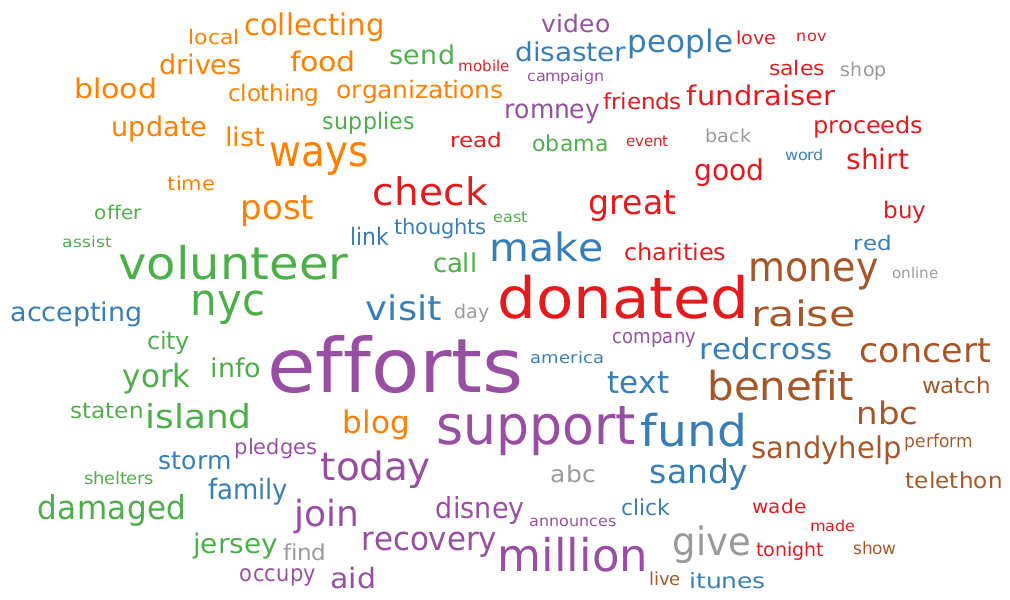 collecting
video
local
people
love
nov
drives
food
send
disaster
mobile
sales
shop
campaign
blood
clothing
organizations
romney
friends
fundraiser
update
list
supplies
read
obama
event
back
proceeds
ways
word
shirt
good
time
check
great
offer
post
link
thoughts
east
buy
assist
volunteer
call
make
charities
red
money
online
nyc
accepting
visit
day
donated
raise
city
company
york
info
efforts
america
redcross
concert
text
benefit
watch
staten
island
blog
support
fund
nbc
pledges
sandyhelp
perform
storm
today
abc
sandy
telethon
shelters
family
damaged
join
disney
announces
click
wade
made
jersey
find
recovery
million
give
tonight
show
occupy
aid
live
itunes